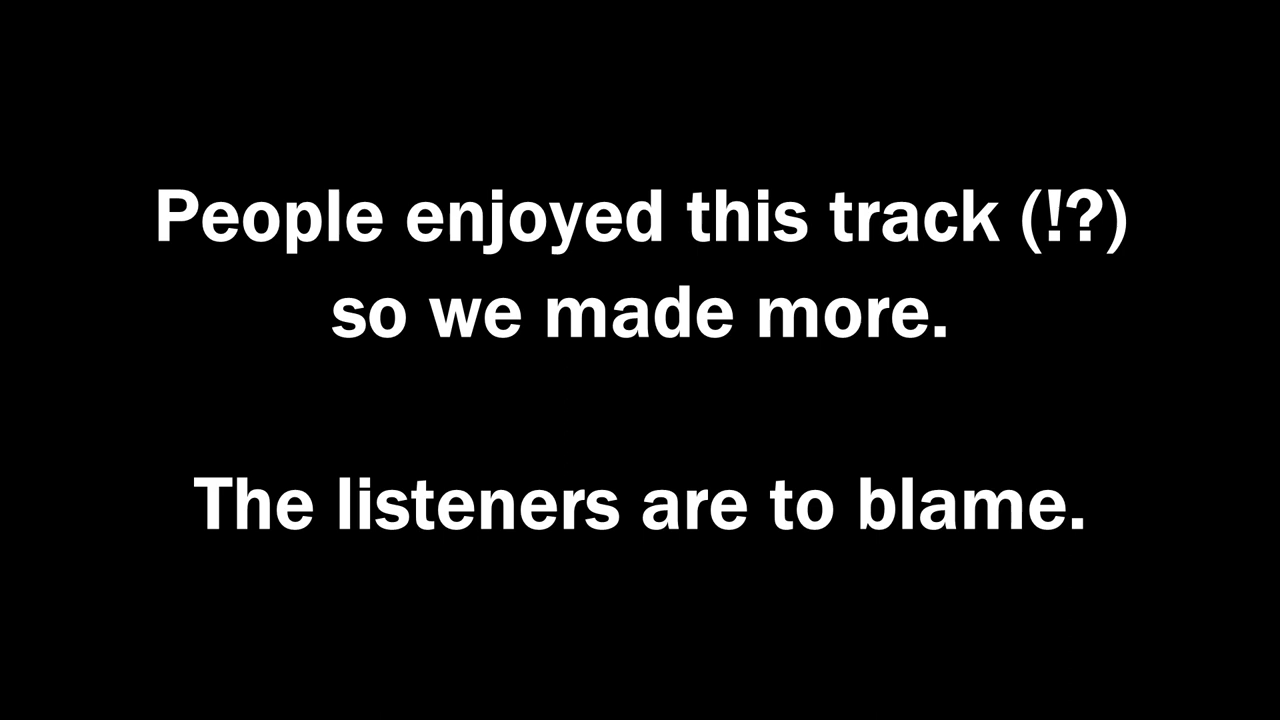 People enjoyed this track (!?)
so we made more.
The listeners are to blame.